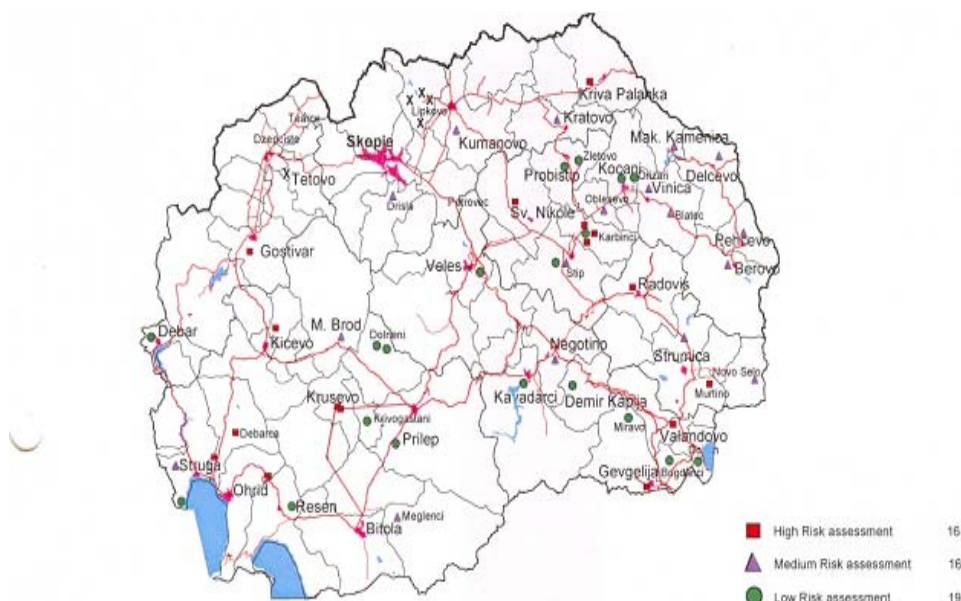 Kriva Palanka
X
X X
Lipkovo
X
Tearce
Kratovo
Dzepciste
Skopje
Kumagovo
Mak. Kamenica
Zletovo
X
Tetovo
Probistip
Kocani
Orizari
Delcevo
Vinica
Drisla
Petrovec
Sv. Nikole
Oblesevo
Blatec
Karbinci
Pehcevo
Gostivar
Veles
Stip
Berovo
Radovis
Debar
M. Brod
Dolneni
Kicevo
Negotino
Strumica
Novo Selo
Krusevo
Kavadarci
Demir Kapija
Murtino
Krivogastani
Miravo
Debarca
Prilep
Valandovo
Struga
Gevgelija
Bogdanci
Ohrid
Resen
Meglenci
Bitola
High Risk assessment 16
Medium Risk assessment 16
Low Risk assessment 19